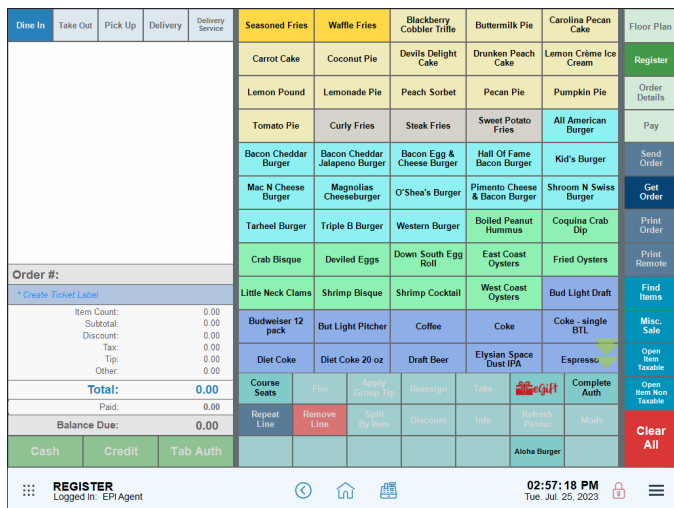 Dine In
Take Out
Pick Up
Delivery
Delivery
Service
Order #:
* Create Ticket Label
Item Count: 0.00
Subtotal: 0.00
Discount: 0.00
Tax: 0.00
Tip: 0.00
Other: 0.00
Total: 0.00
Paid: 0.00
Balance Due: 0.00
Cash
Credit
Tab Auth
Seasoned Fries
Waffle Fries
Blackberry
Cobbler Trifle
Buttermilk Pie
Carolina Pecan
Cake
Carrot Cake
Coconut Pie
Devils Delight
Cake
Drunken Peach
Cake
Lemon Crème Ice
Cream
Lemon Pound
Lemonade Pie
Peach Sorbet
Pecan Pie
Pumpkin Pie
Tomato Pie
Curly Fries
Steak Fries
Sweet Potato
Fries
All American
Burger
Bacon Cheddar
Burger
Bacon Cheddar
Jalapeno Burger
Bacon Egg &
Cheese Burger
Hall Of Fame
Bacon Burger
Kid's Burger
Mac N Cheese
Burger
Magnolias
Cheeseburger
O'Shea's Burger
Pimento Cheese
& Bacon Burger
Shroom N Swiss
Burger
Tarheel Burger
Triple B Burger
Western Burger
Boiled Peanut
Hummus
Coquina Crab
Dip
Crab Bisque
Deviled Eggs
Down South Egg
Roll
East Coast
Oysters
Fried Oysters
Little Neck Clams
Shrimp Bisque
Shrimp Cocktail
West Coast
Oysters
Bud Light Draft
Budweiser 12
pack
But Light Pitcher
Coffee
Coke
Coke - single
BTL
Diet Coke
Diet Coke 20 oz
Draft Beer
Elysian Space
Dust IPA
Espresso
Course
Seats
Fire
Apply
Group Tip
Reassign
Take
eGift
Complete
Auth
Repeat
Line
Remove
Line
Split
By Item
Discount
Info
Refresh
Promo
Mods
Aloha Burger
Floor Plan
Register
Order
Details
Pay
Send
Order
Get
Order
Print
Order
Print
Remote
Find
Items
Misc.
Sale
Open
Item
Taxable
Open
Item Non
Taxable
Clear
All
REGISTER
Logged In: EPI Agent
02:57:18 PM
Tue. Jul. 25, 2023